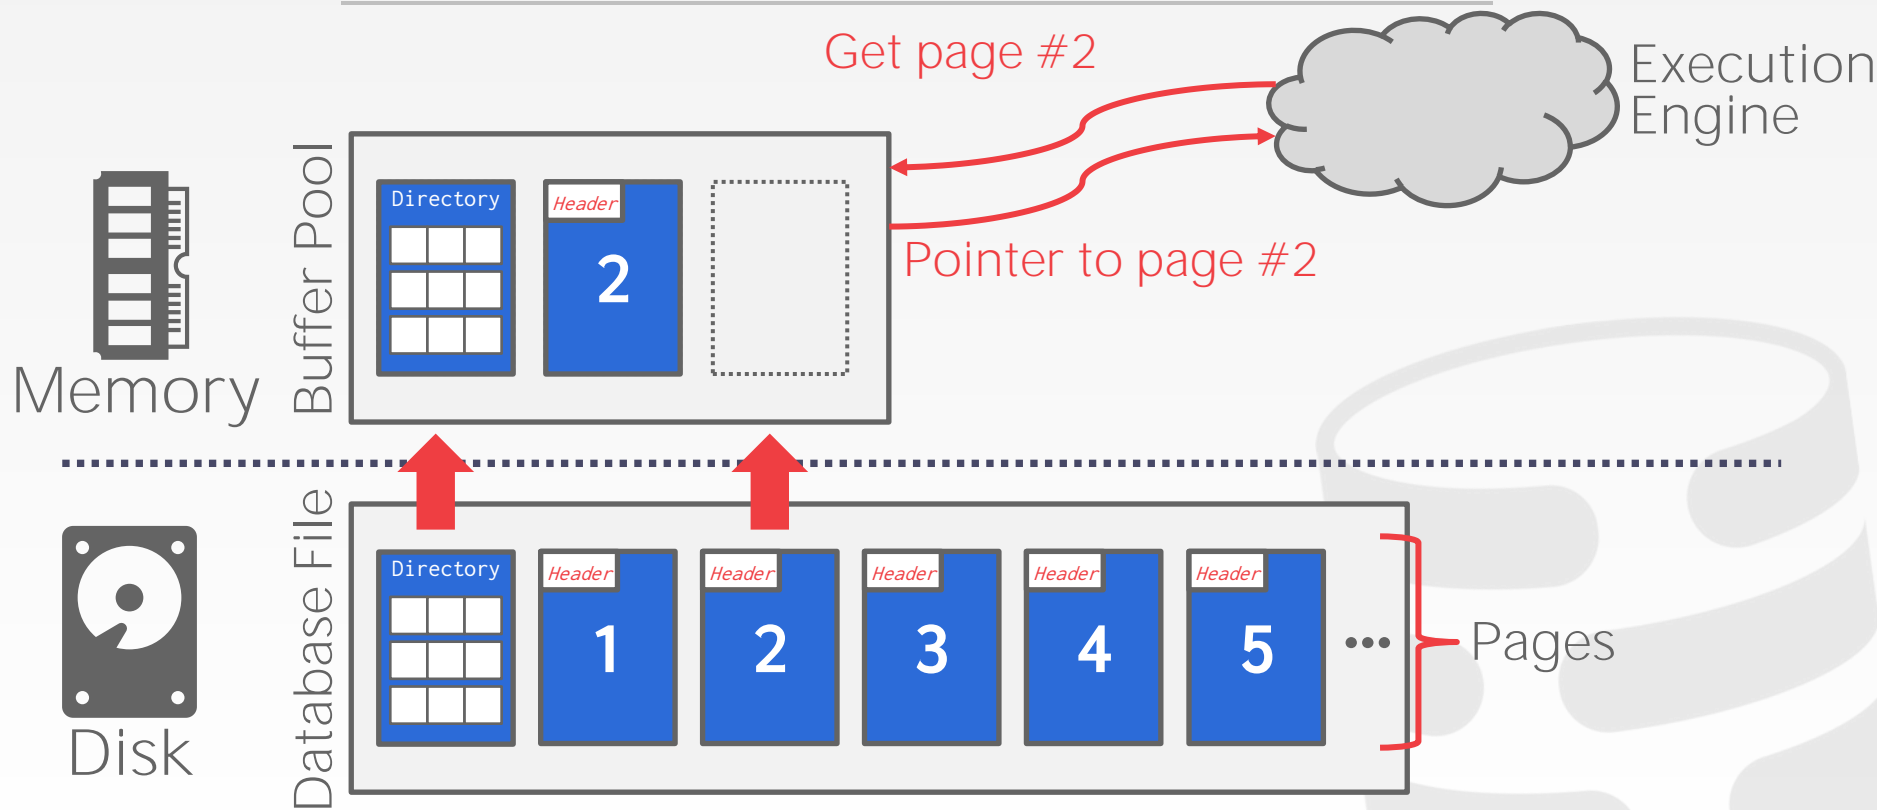 Get page #2
Execution
Engine
Buffer Pool
Directory
Header
2
Pointer to page #2
Memory
Database File
Directory
Header
1
Header
2
Header
3
Header
4
Header
5
•••
Pages
Disk